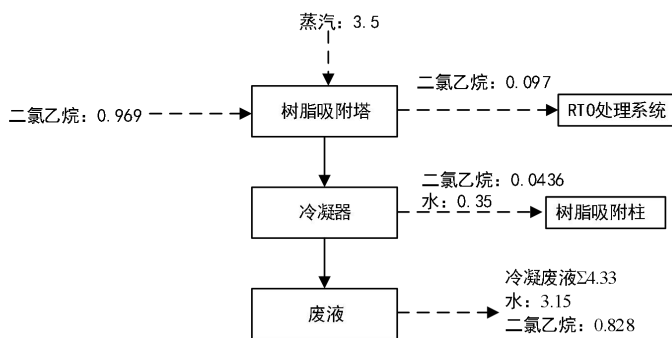 蒸汽：3.5
二氯乙烷：0.097
二氯乙烷：0.969
树脂吸附塔
RTO处理系统
二氯乙烷：0.0436
水：0.35
冷凝器
树脂吸附柱
冷凝废液Σ4.33
水：3.15
二氯乙烷：0.828
废液